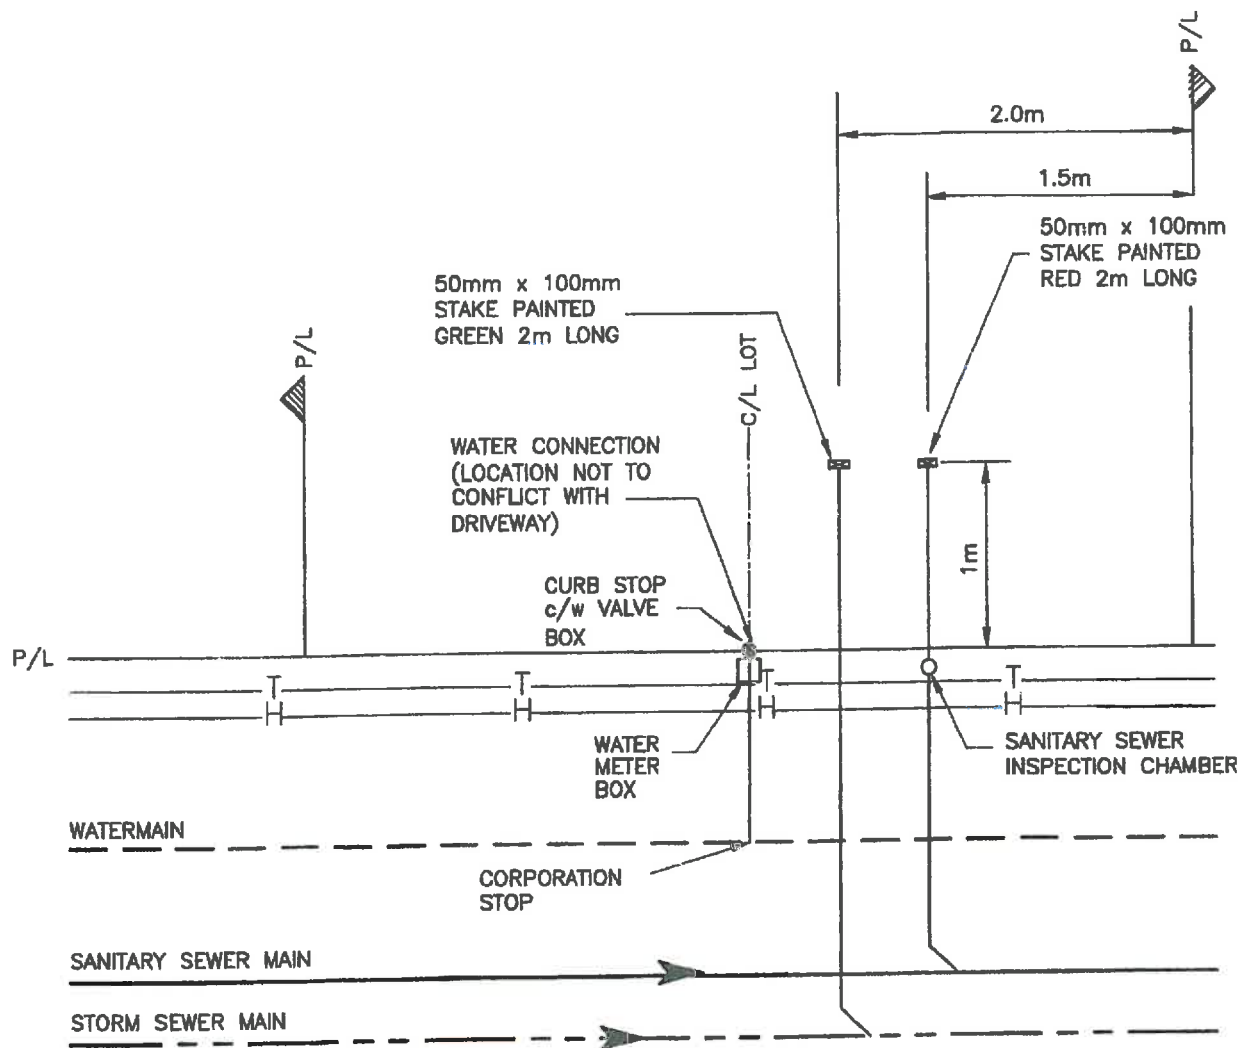 P/L
2.0m
1.5m
50mm x 100mm
STAKE PAINTED
RED 2m LONG
50mm x 100mm
STAKE PAINTED
GREEN 2m LONG
P/L
C/L LOT
WATER CONNECTION
(LOCATION NOT TO
CONFLICT WITH
DRIVEWAY)
1m
CURB STOP
c/w VALVE
BOX
P/L
T
T
T
T
H
H
H
H
WATER
METER
BOX
SANITARY SEWER
INSPECTION CHAMBER
WATERMAIN
CORPORATION
STOP
SANITARY SEWER MAIN
STORM SEWER MAIN